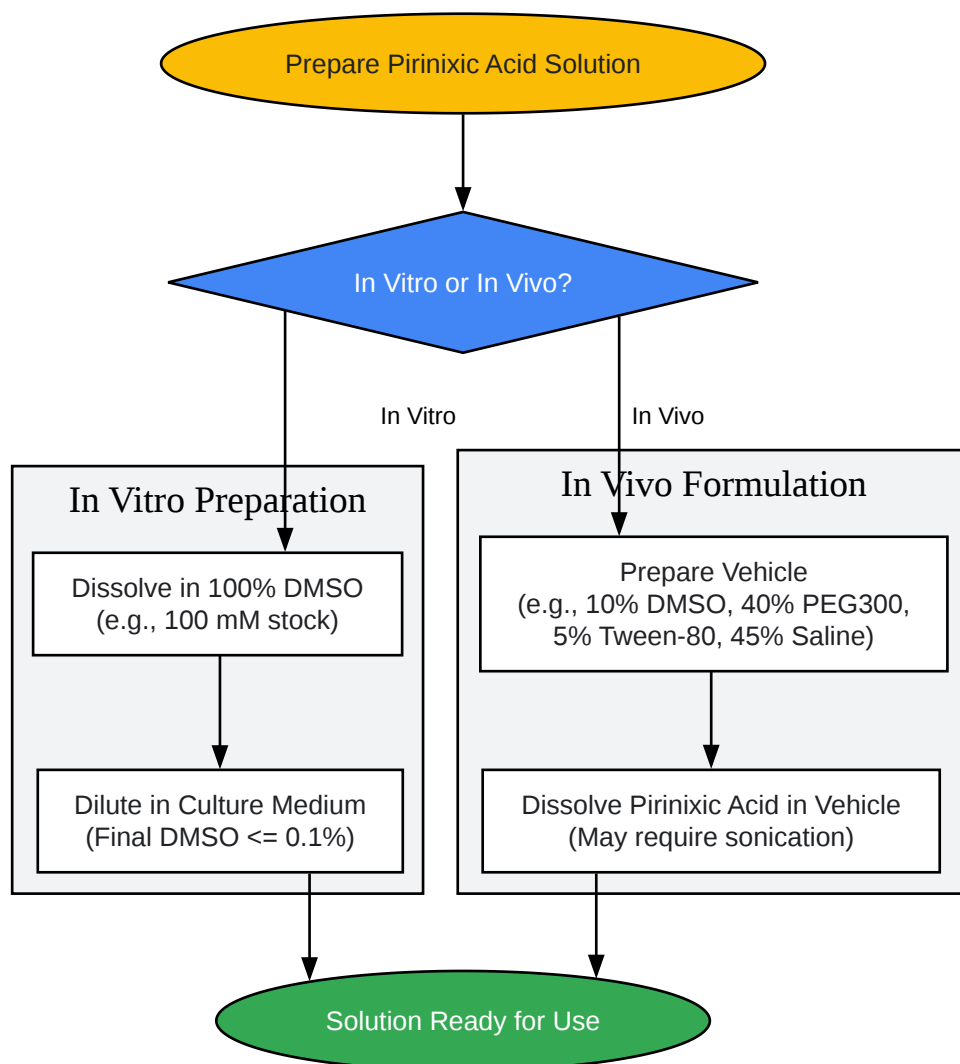 Prepare Pirinixic Acid Solution
In Vitro or In Vivo?
In Vitro
In Vivo
In Vitro Preparation
Dissolve in 100% DMSO
(e.g., 100 mM stock)
Dilute in Culture Medium
(Final DMSO <= 0.1%)
In Vivo Formulation
Prepare Vehicle
(e.g., 10% DMSO, 40% PEG300,
5% Tween-80, 45% Saline)
Dissolve Pirinixic Acid in Vehicle
(May require sonication)
Solution Ready for Use